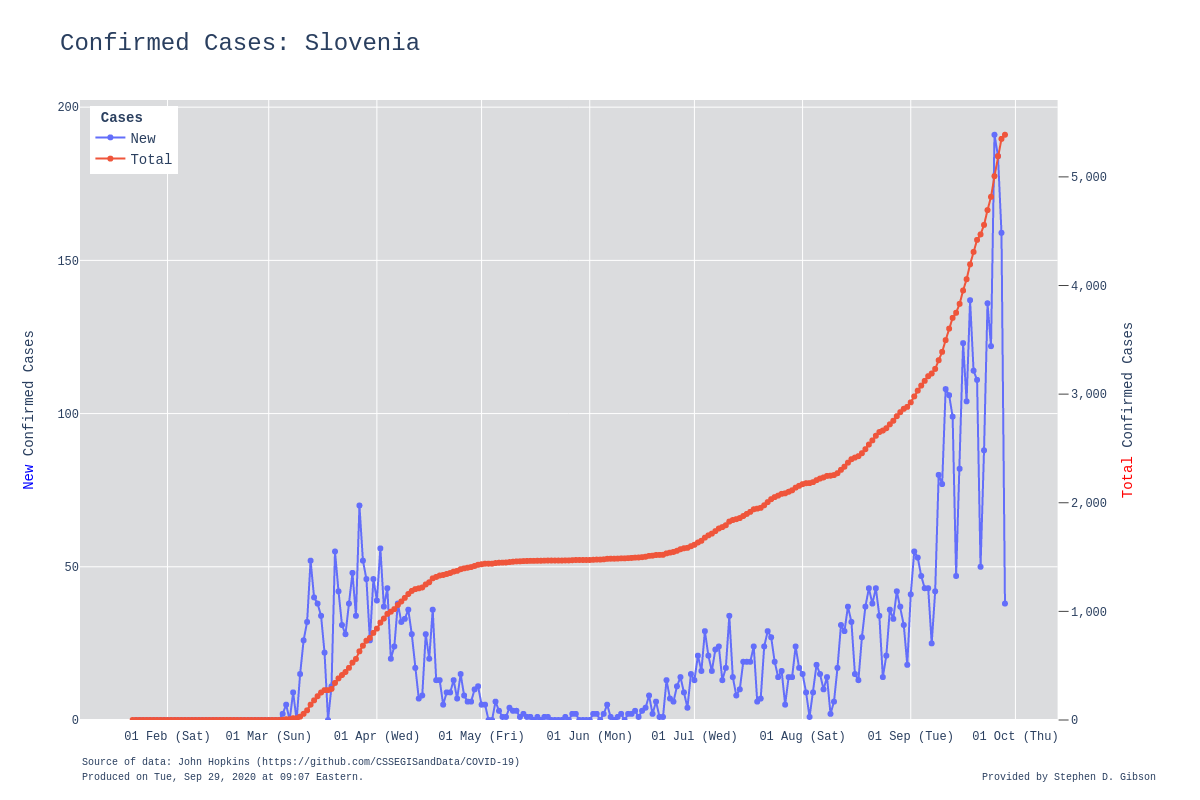 Confirmed Cases: Slovenia
Cases
New
Total
200
150
100
50
0
New Confirmed Cases
5,000
4,000
3,000
2,000
1,000
0
Total Confirmed Cases
01 Feb (Sat)
01 Mar (Sun)
01 Apr (Wed)
01 May (Fri)
01 Jun (Mon)
01 Jul (Wed)
01 Aug (Sat)
01 Sep (Tue)
01 Oct (Thu)
Source of data: John Hopkins (https://github.com/CSSEGISandData/COVID-19)
Produced on Tue, Sep 29, 2020 at 09:07 Eastern.
Provided by Stephen D. Gibson